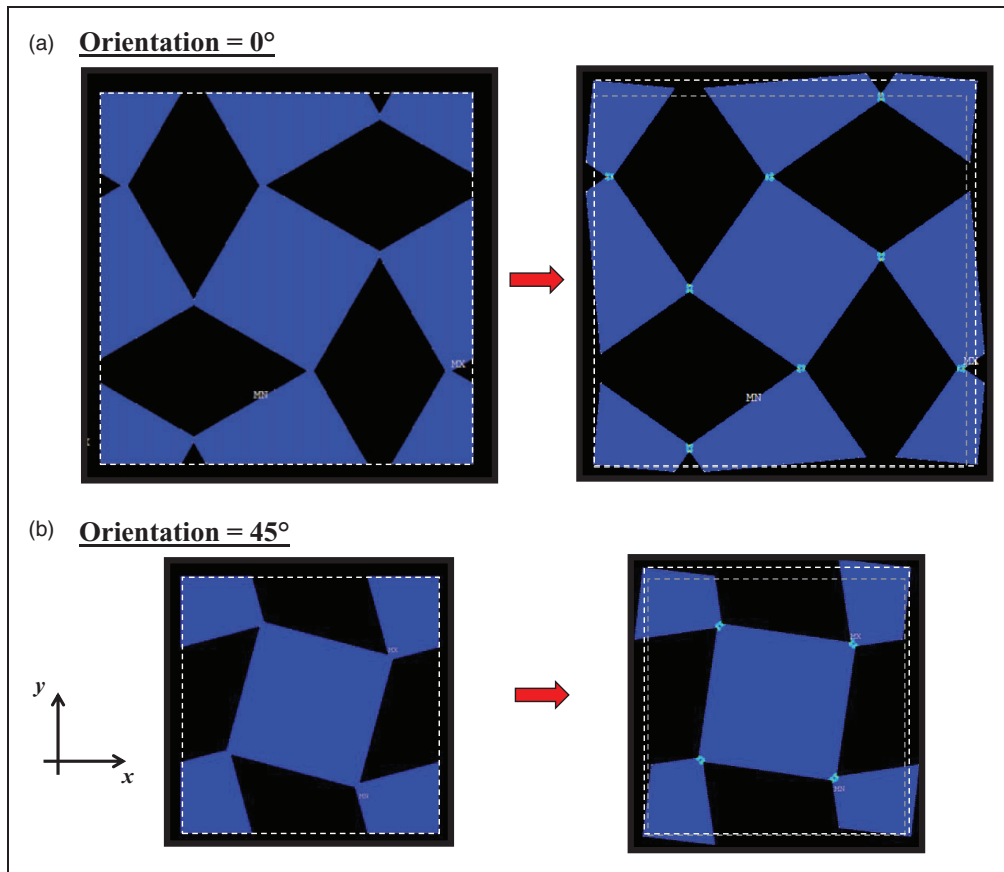 (a) Orientation = 0°
MX
MN
MX
MN
(b) Orientation = 45°
MX
MN
MX
MN
y
x